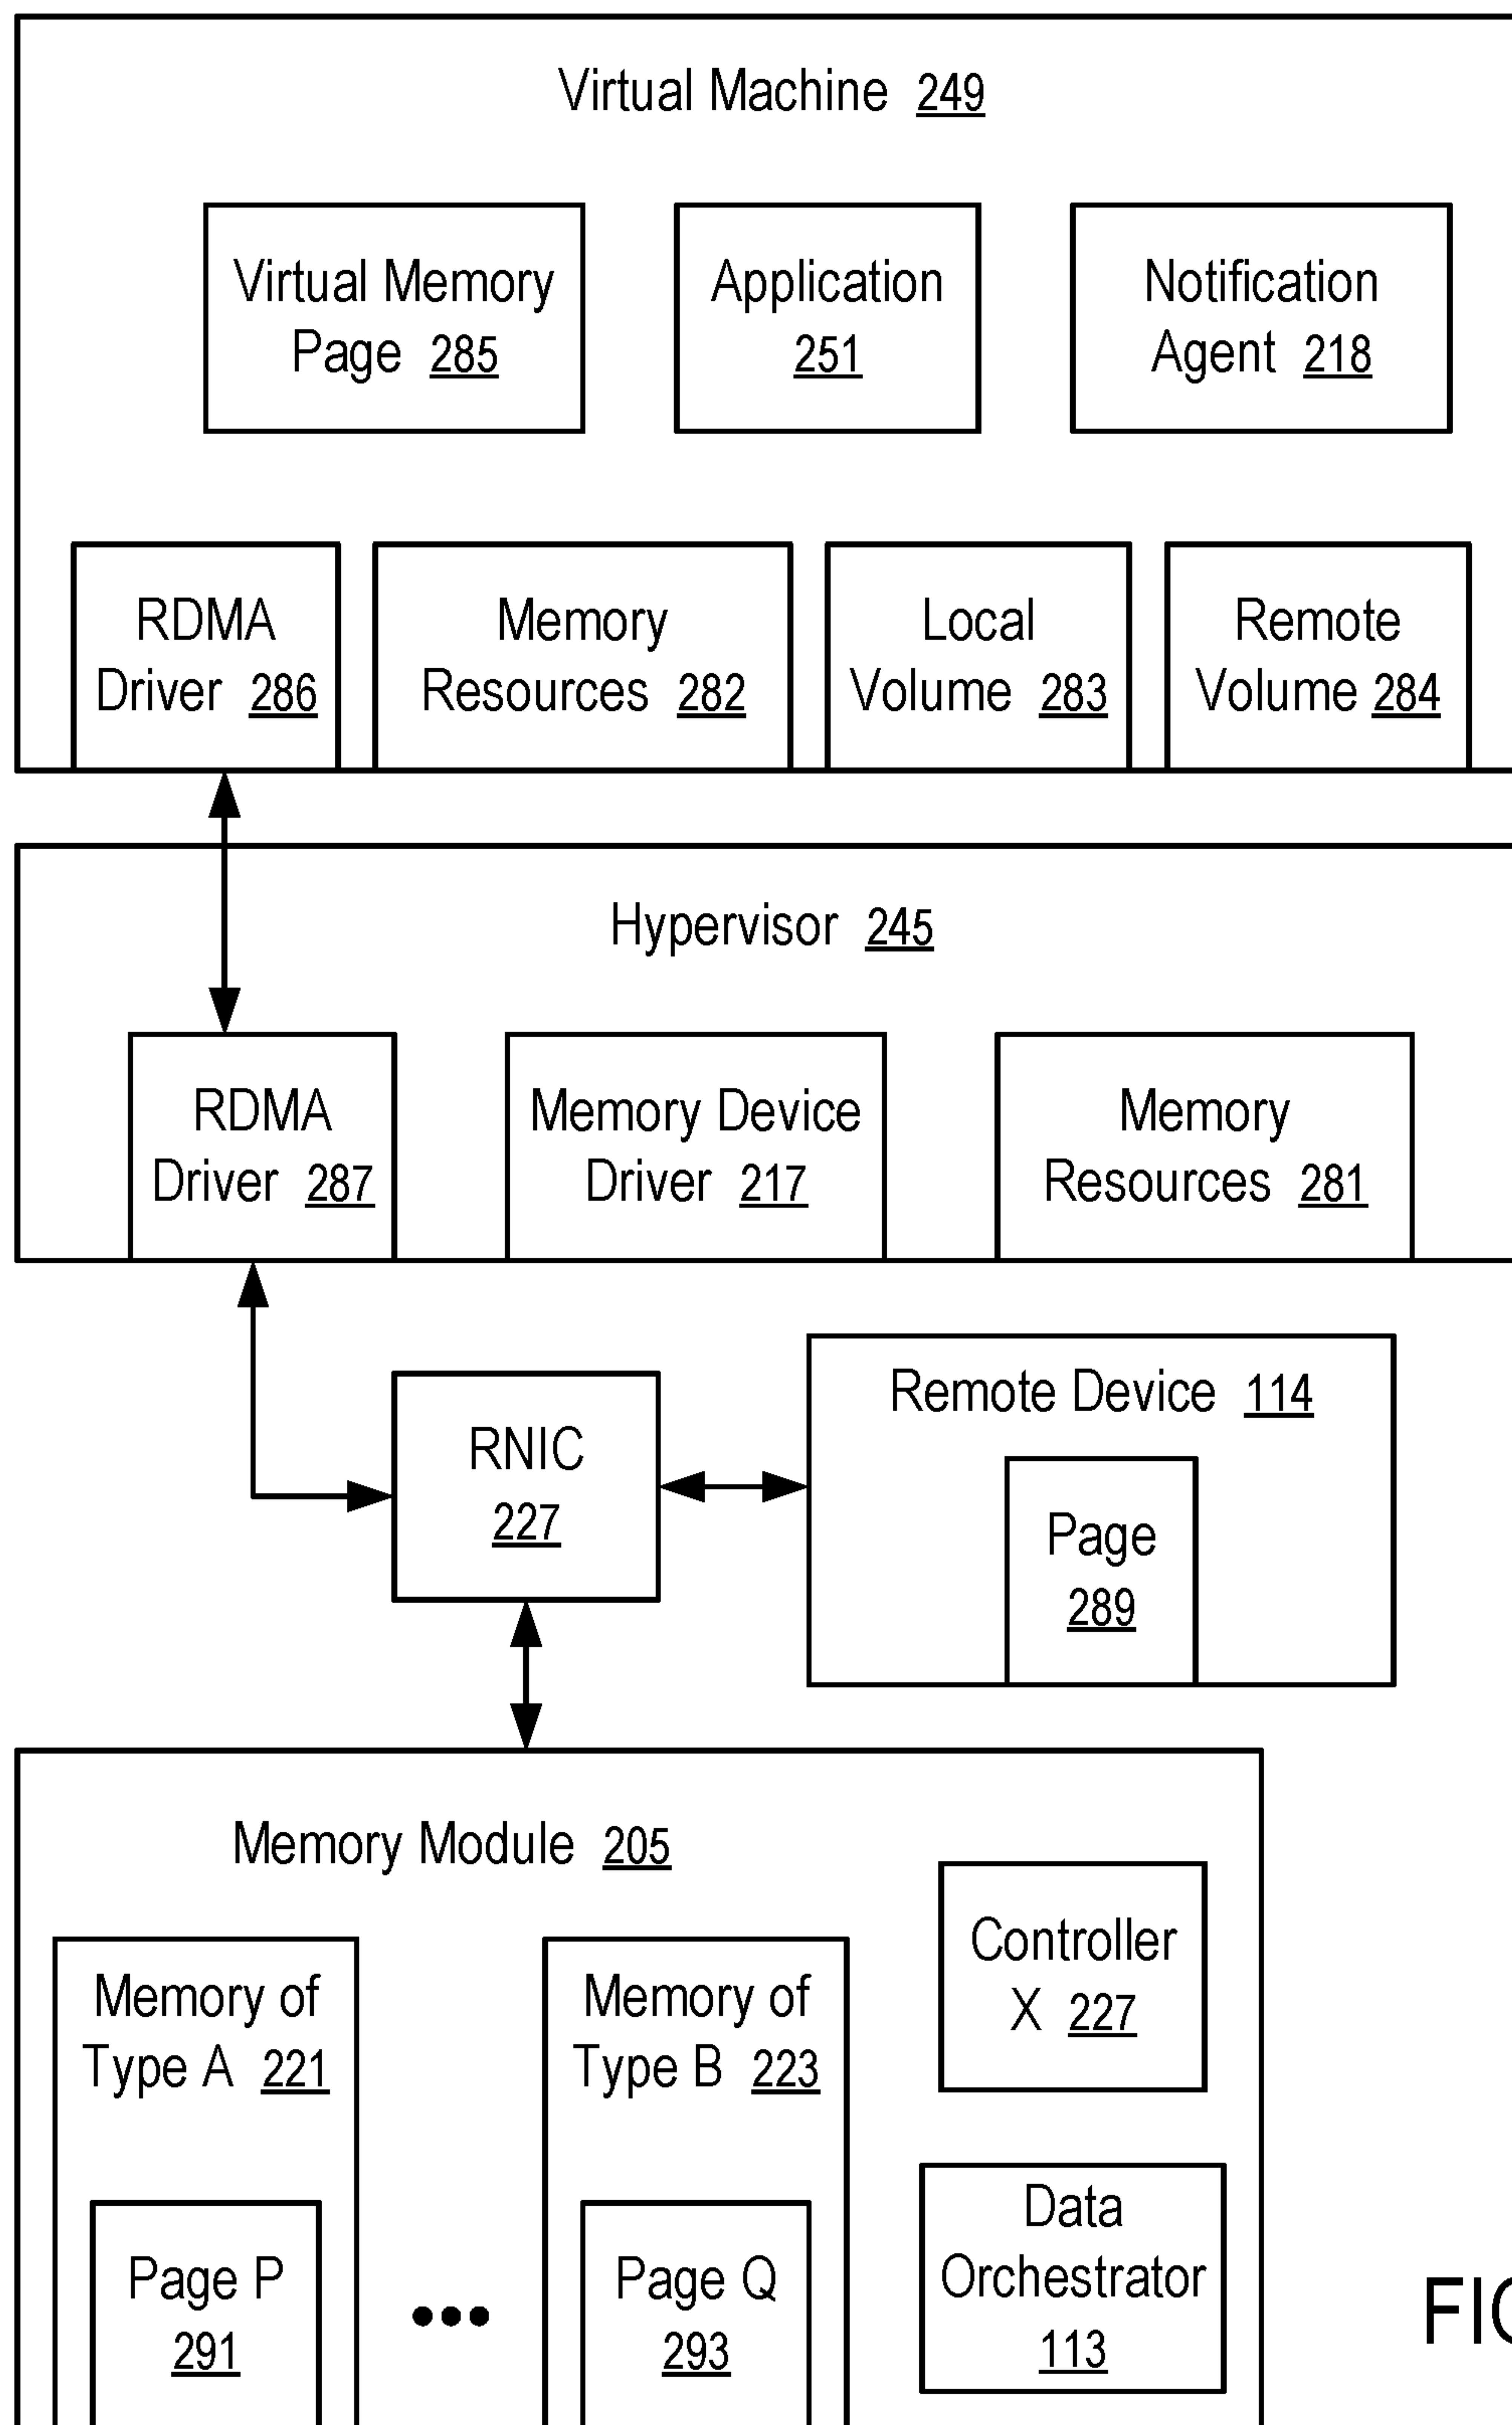 Virtual Machine 249
Virtual Memory
Page 285
Application
251
Notification
Agent 218
RDMA
Driver 286
Memory
Resources 282
Local
Volume 283
Remote
Volume 284
Hypervisor 245
RDMA
Driver 287
Memory Device
Driver 217
Memory
Resources 281
Remote Device 114
RNIC
227
Page
289
Memory Module 205
Controller
X 227
Memory of
Type A 221
Memory of
Type B 223
Data
Orchestrator
113
Page P
291
Page Q
293